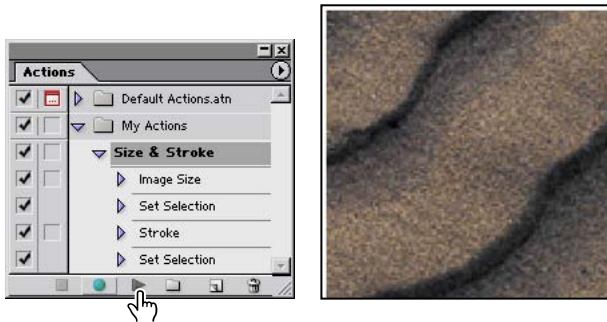 Actions
Default Actions.atn
My Actions
Size & Stroke
Image Size
Set Selection
Stroke
Set Selection